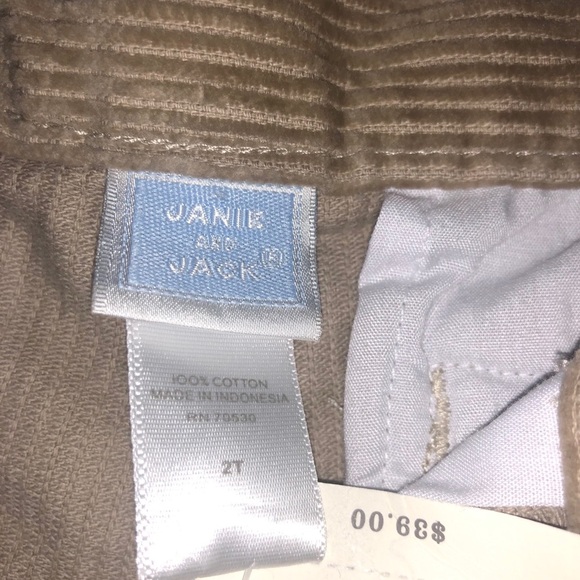 JANIE
AND
JACK ®
100% COTTON
MADE IN INDONESIA
RN 70530
2T
$39.00